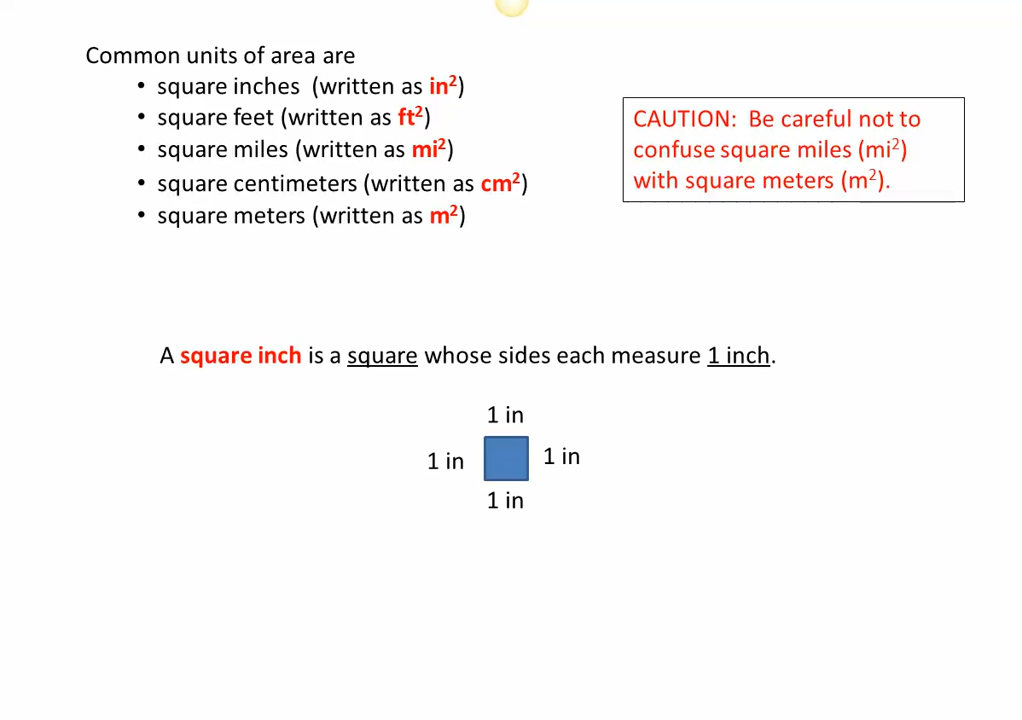 Common units of area are
• square inches (written as in²)
• square feet (written as ft²)
• square miles (written as mi²)
• square centimeters (written as cm²)
• square meters (written as m²)
CAUTION: Be careful not to
confuse square miles (mi²)
with square meters (m²).
A square inch is a square whose sides each measure 1 inch.
1 in
1 in
1 in
1 in